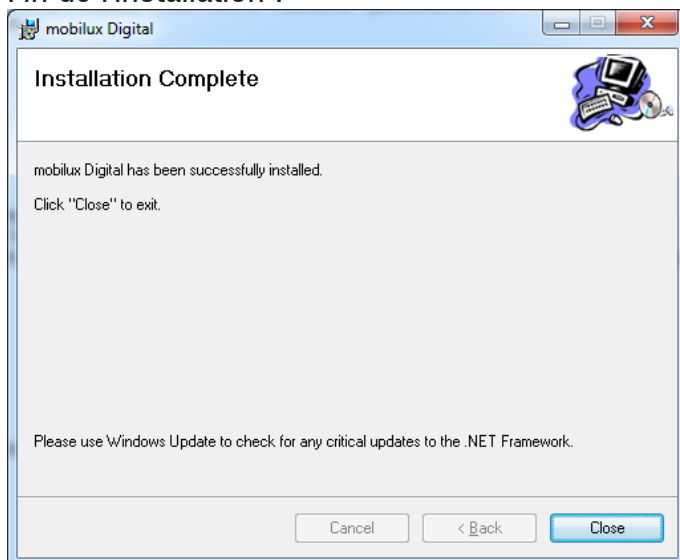 mobilux Digital
Installation Complete
mobilux Digital has been successfully installed.
Click "Close" to exit.
Please use Windows Update to check for any critical updates to the .NET Framework.
Cancel
< Back
Close